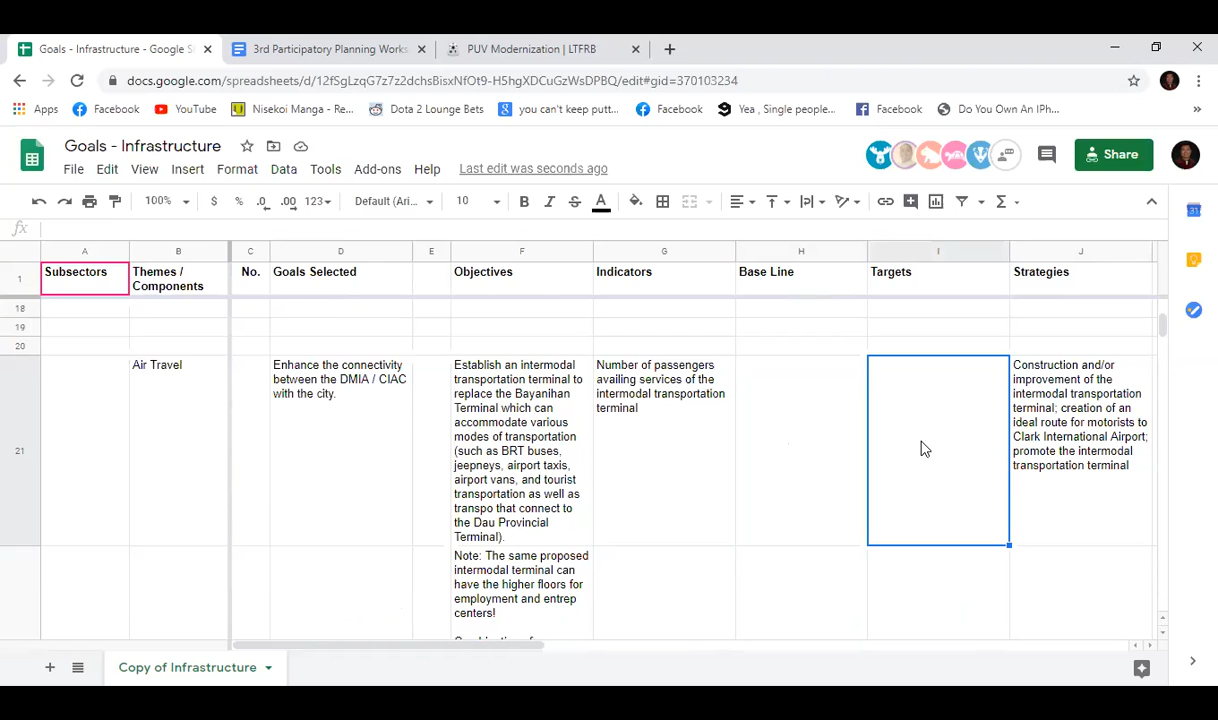 Goals - Infrastructure - Google S
3rd Participatory Planning Works
PUV Modernization | LTFRB
docs.google.com/spreadsheets/d/12fSgLzqG7z7z2dchsBisxNfOt9-H5hgXDCuGzWsDPBQ/edit#gid=370103234
Apps
Facebook
YouTube
Nisekoi Manga - Re...
Dota 2 Lounge Bets
you can't keep putt...
Facebook
Yea , Single people...
Facebook
Do You Own An IPh...
»
Goals - Infrastructure
Share
File Edit View Insert Format Data Tools Add-ons Help Last edit was seconds ago
100% $ % .0 .00 123 Default (Ari... 10 B I S A
fx
A B C D E F G H I J
1
Subsectors
Themes /
Components
No.
Goals Selected
Objectives
Indicators
Base Line
Targets
Strategies
18
19
20
21
Air Travel
Enhance the connectivity
between the DMIA / CIAC
with the city.
Establish an intermodal
transportation terminal to
replace the Bayanihan
Terminal which can
accommodate various
modes of transportation
(such as BRT buses,
jeepneys, airport taxis,
airport vans, and tourist
transportation as well as
transpo that connect to
the Dau Provincial
Terminal).
Number of passengers
availing services of the
intermodal transportation
terminal
Construction and/or
improvement of the
intermodal transportation
terminal; creation of an
ideal route for motorists to
Clark International Airport;
promote the intermodal
transportation terminal
Note: The same proposed
intermodal terminal can
have the higher floors for
employment and entrep
centers!
Copy of Infrastructure
31